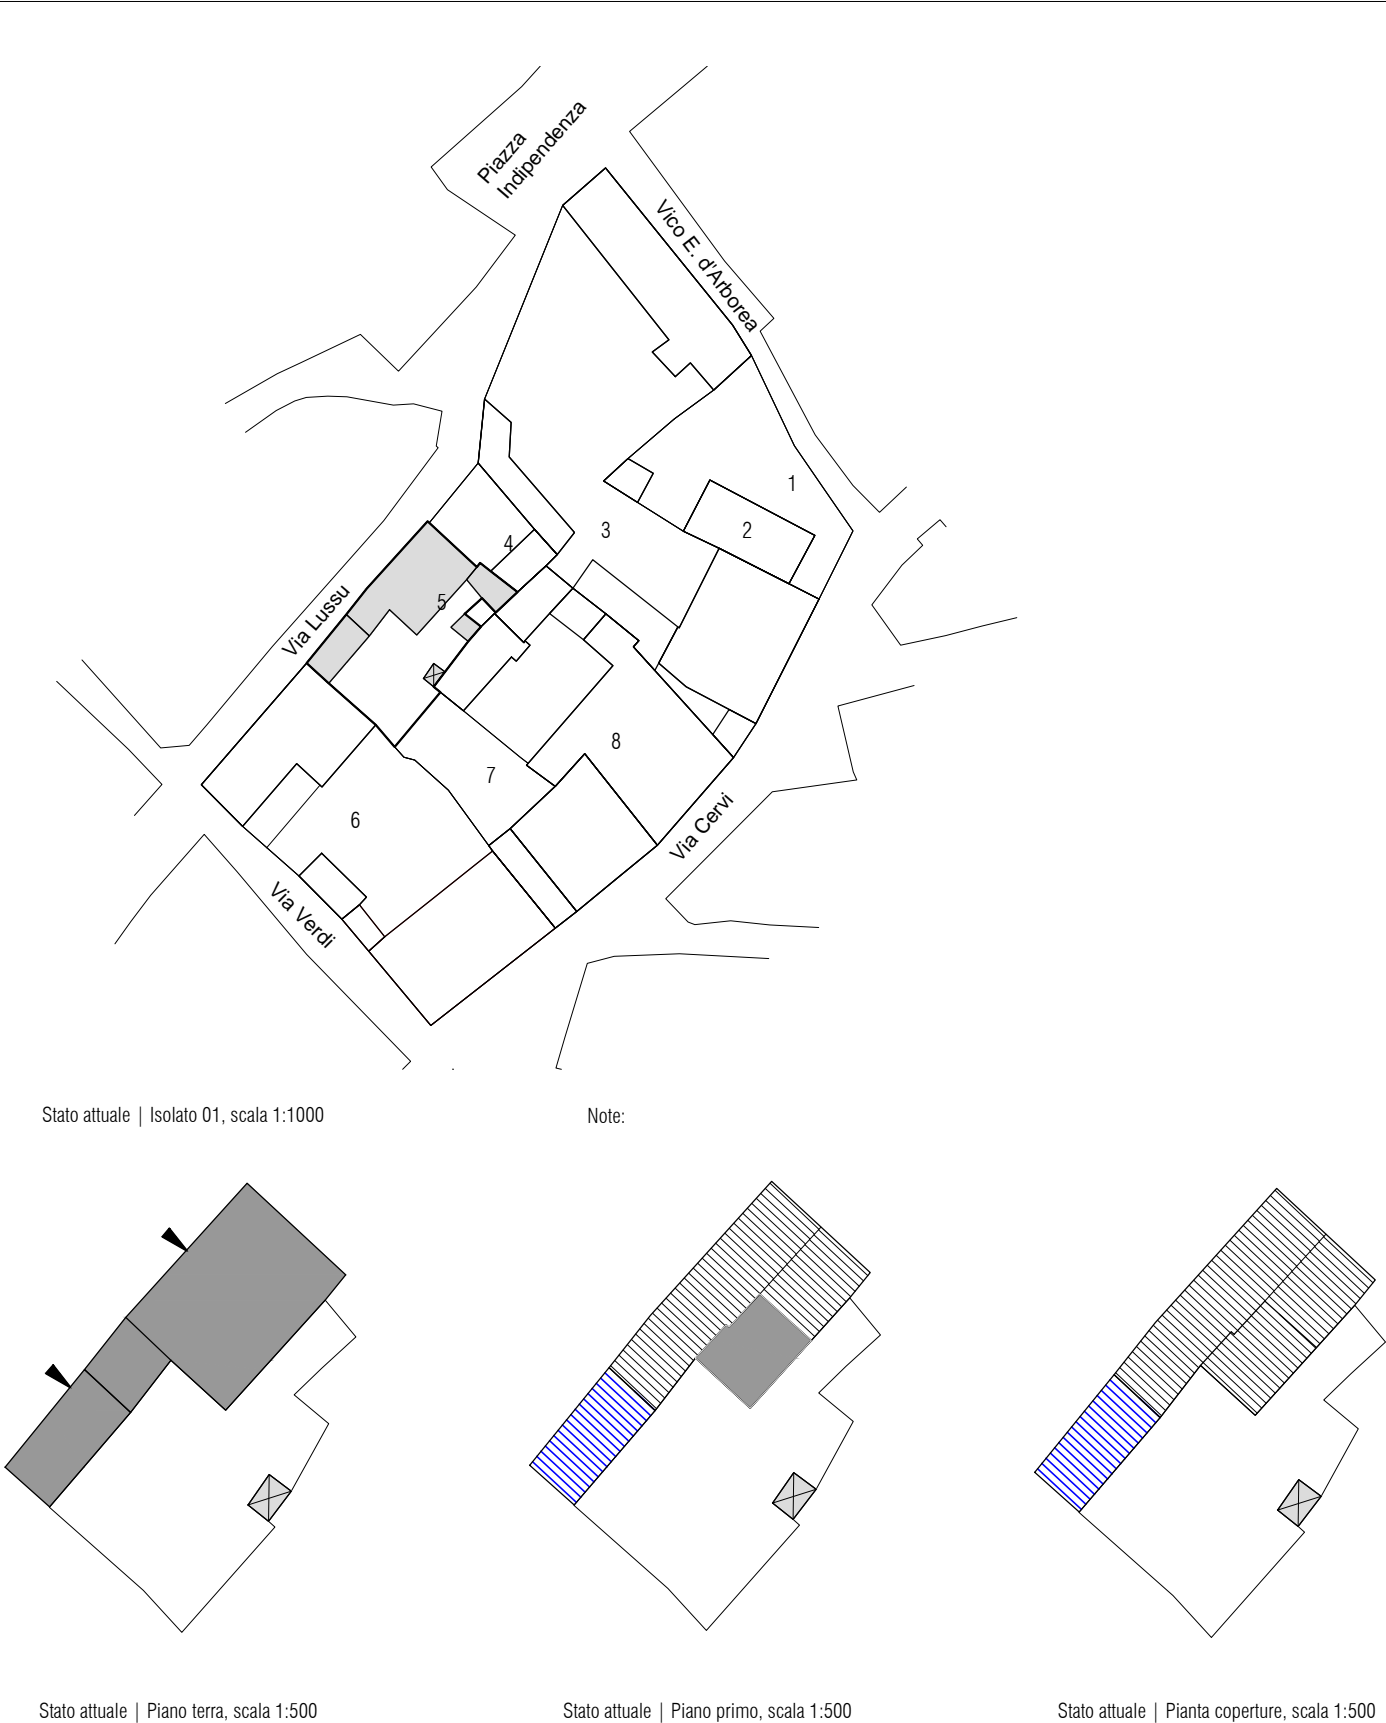 Piazza
Indipendenza
Vico E. d'Arborea
1
2
3
4
5
Via Lussu
8
7
6
Via Cervi
Via Verdi
Stato attuale | Isolato 01, scala 1:1000
Note:
Stato attuale | Piano terra, scala 1:500
Stato attuale | Piano primo, scala 1:500
Stato attuale | Pianta coperture, scala 1:500